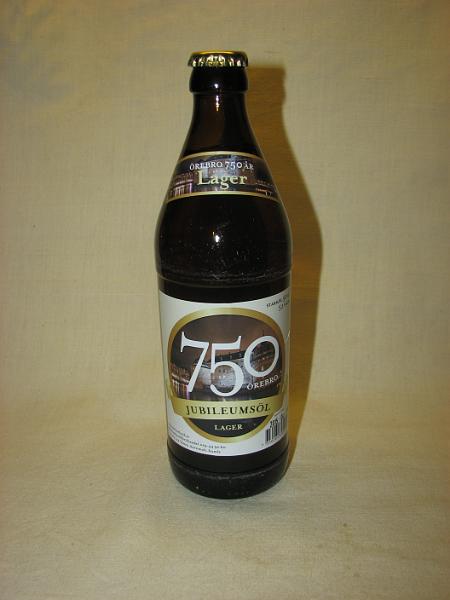 ÖREBRO 750 ÅR
Lager
750
ÖREBRO
JUBILEUMSÖL
LAGER